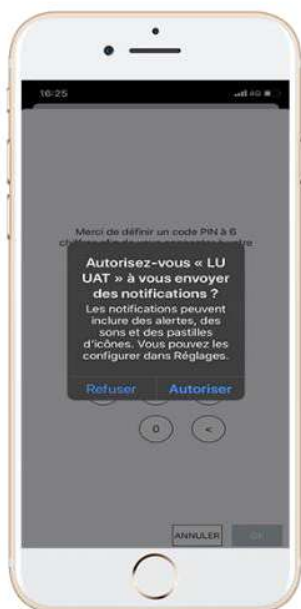 16:25
4G
Merci de définir un code PIN à 6
Autorisez-vous « LU
UAT » à vous envoyer
des notifications ?
Les notifications peuvent
inclure des alertes, des
sons et des pastilles
d'icônes. Vous pouvez les
configurer dans Réglages.
Refuser Autoriser
0 <
ANNULER OK